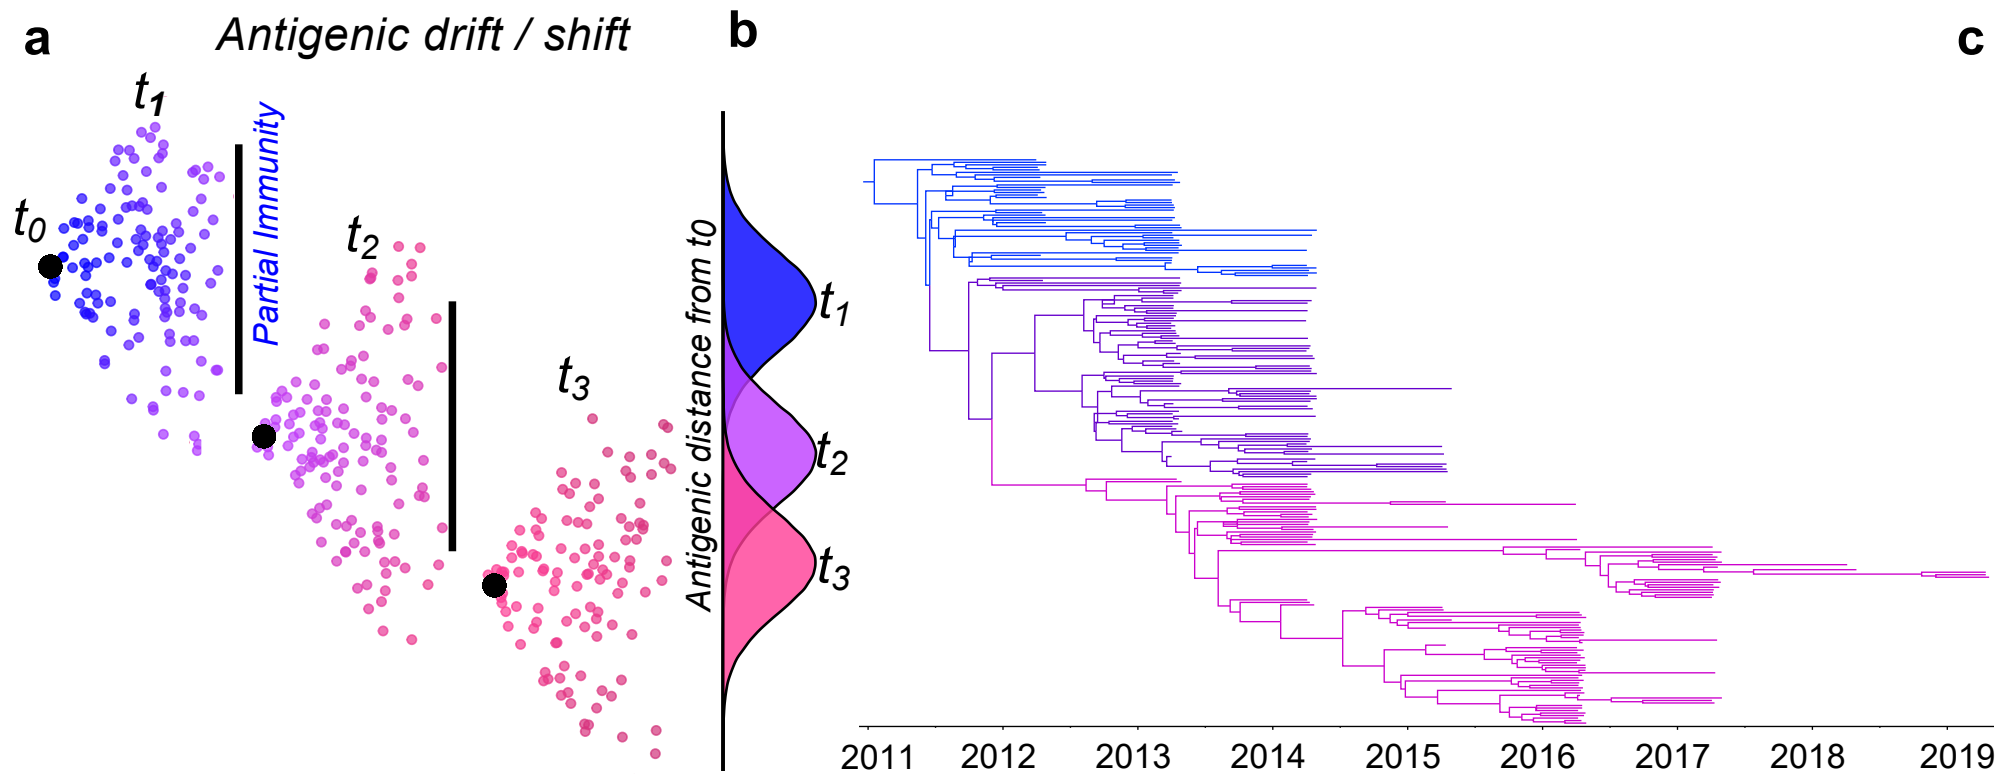 a
Antigenic drift / shift
b
c
t1
t0
Partial Immunity
t2
t3
Antigenic distance from t0
t1
t2
t3
2011 2012 2013 2014 2015 2016 2017 2018 2019